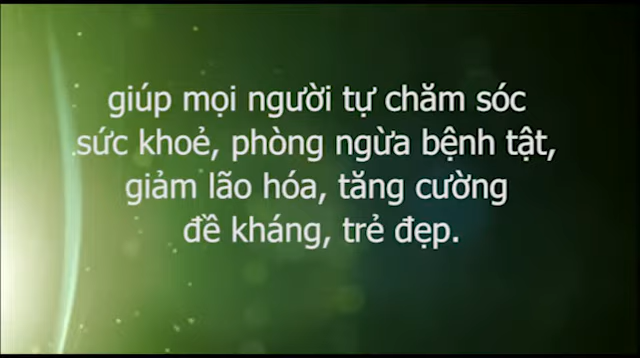 giúp mọi người tự chăm sóc
sức khoẻ, phòng ngừa bệnh tật,
giảm lão hóa, tăng cường
đề kháng, trẻ đẹp.